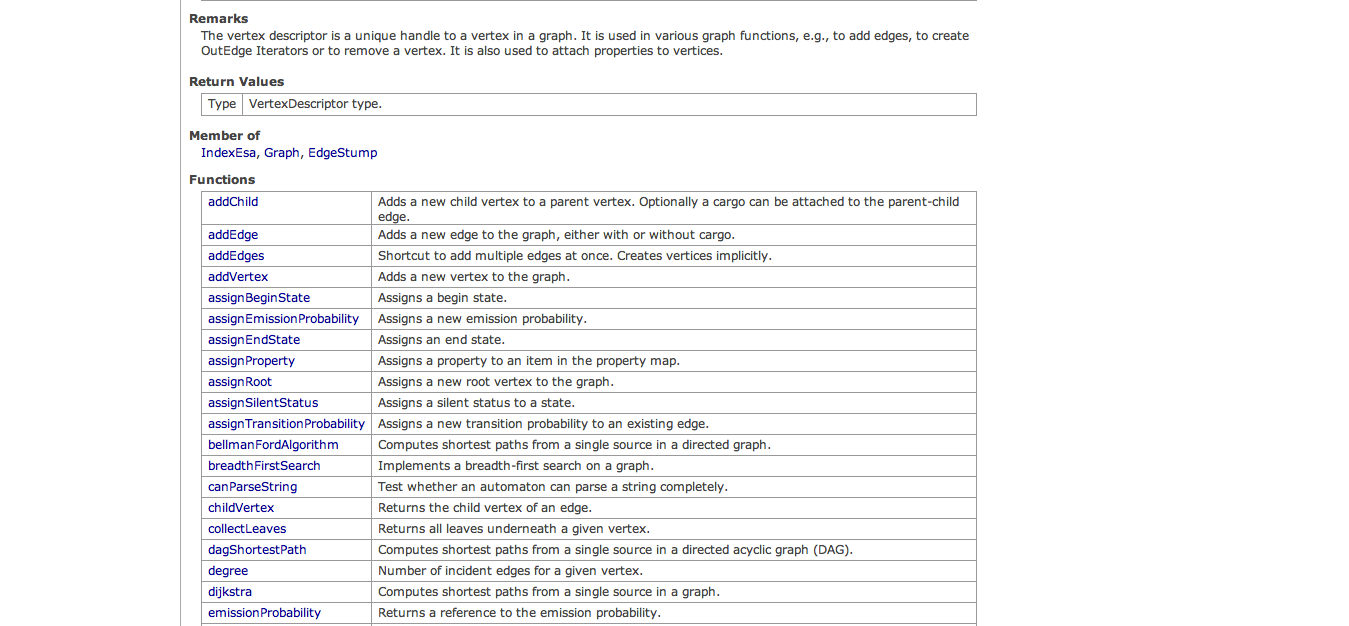 Remarks
The vertex descriptor is a unique handle to a vertex in a graph. It is used in various graph functions, e.g., to add edges, to create
OutEdge Iterators or to remove a vertex. It is also used to attach properties to vertices.
Return Values
Type VertexDescriptor type.
Member of
IndexEsa, Graph, EdgeStump
Functions
addChild Adds a new child vertex to a parent vertex. Optionally a cargo can be attached to the parent-child
edge.
addEdge Adds a new edge to the graph, either with or without cargo.
addEdges Shortcut to add multiple edges at once. Creates vertices implicitly.
addVertex Adds a new vertex to the graph.
assignBeginState Assigns a begin state.
assignEmissionProbability Assigns a new emission probability.
assignEndState Assigns an end state.
assignProperty Assigns a property to an item in the property map.
assignRoot Assigns a new root vertex to the graph.
assignSilentStatus Assigns a silent status to a state.
assignTransitionProbability Assigns a new transition probability to an existing edge.
bellmanFordAlgorithm Computes shortest paths from a single source in a directed graph.
breadthFirstSearch Implements a breadth-first search on a graph.
canParseString Test whether an automaton can parse a string completely.
childVertex Returns the child vertex of an edge.
collectLeaves Returns all leaves underneath a given vertex.
dagShortestPath Computes shortest paths from a single source in a directed acyclic graph (DAG).
degree Number of incident edges for a given vertex.
dijkstra Computes shortest paths from a single source in a graph.
emissionProbability Returns a reference to the emission probability.